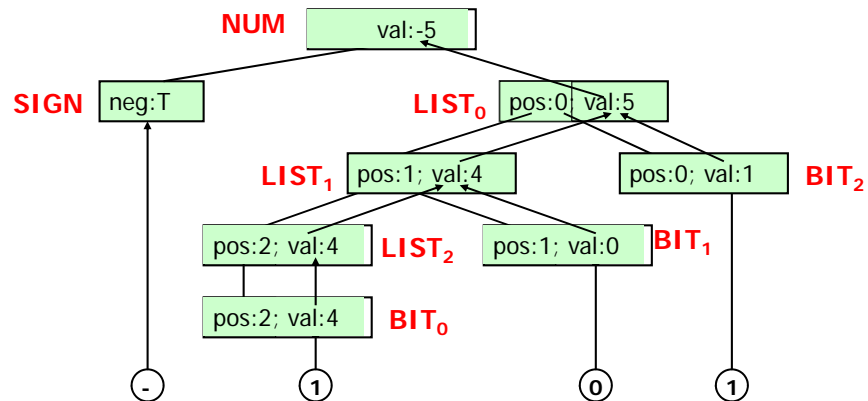 NUM val:-5
SIGN neg:T LIST₀ pos:0; val:5
LIST₁ pos:1; val:4 pos:0; val:1 BIT₂
pos:2; val:4 LIST₂ pos:1; val:0 BIT₁
pos:2; val:4 BIT₀
- 1 0 1